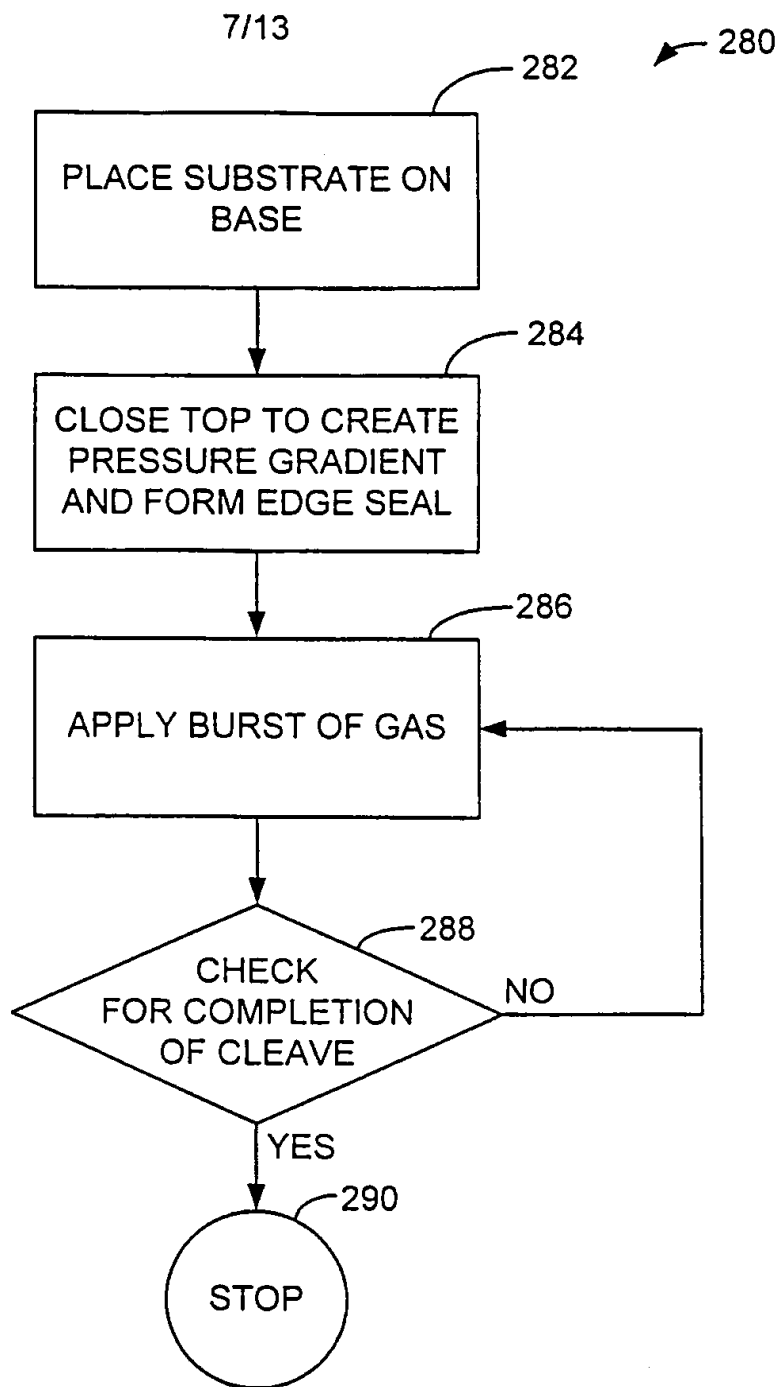 7/13
280
282
PLACE SUBSTRATE ON
BASE
284
CLOSE TOP TO CREATE
PRESSURE GRADIENT
AND FORM EDGE SEAL
286
APPLY BURST OF GAS
288
CHECK
FOR COMPLETION
OF CLEAVE
NO
YES
290
STOP